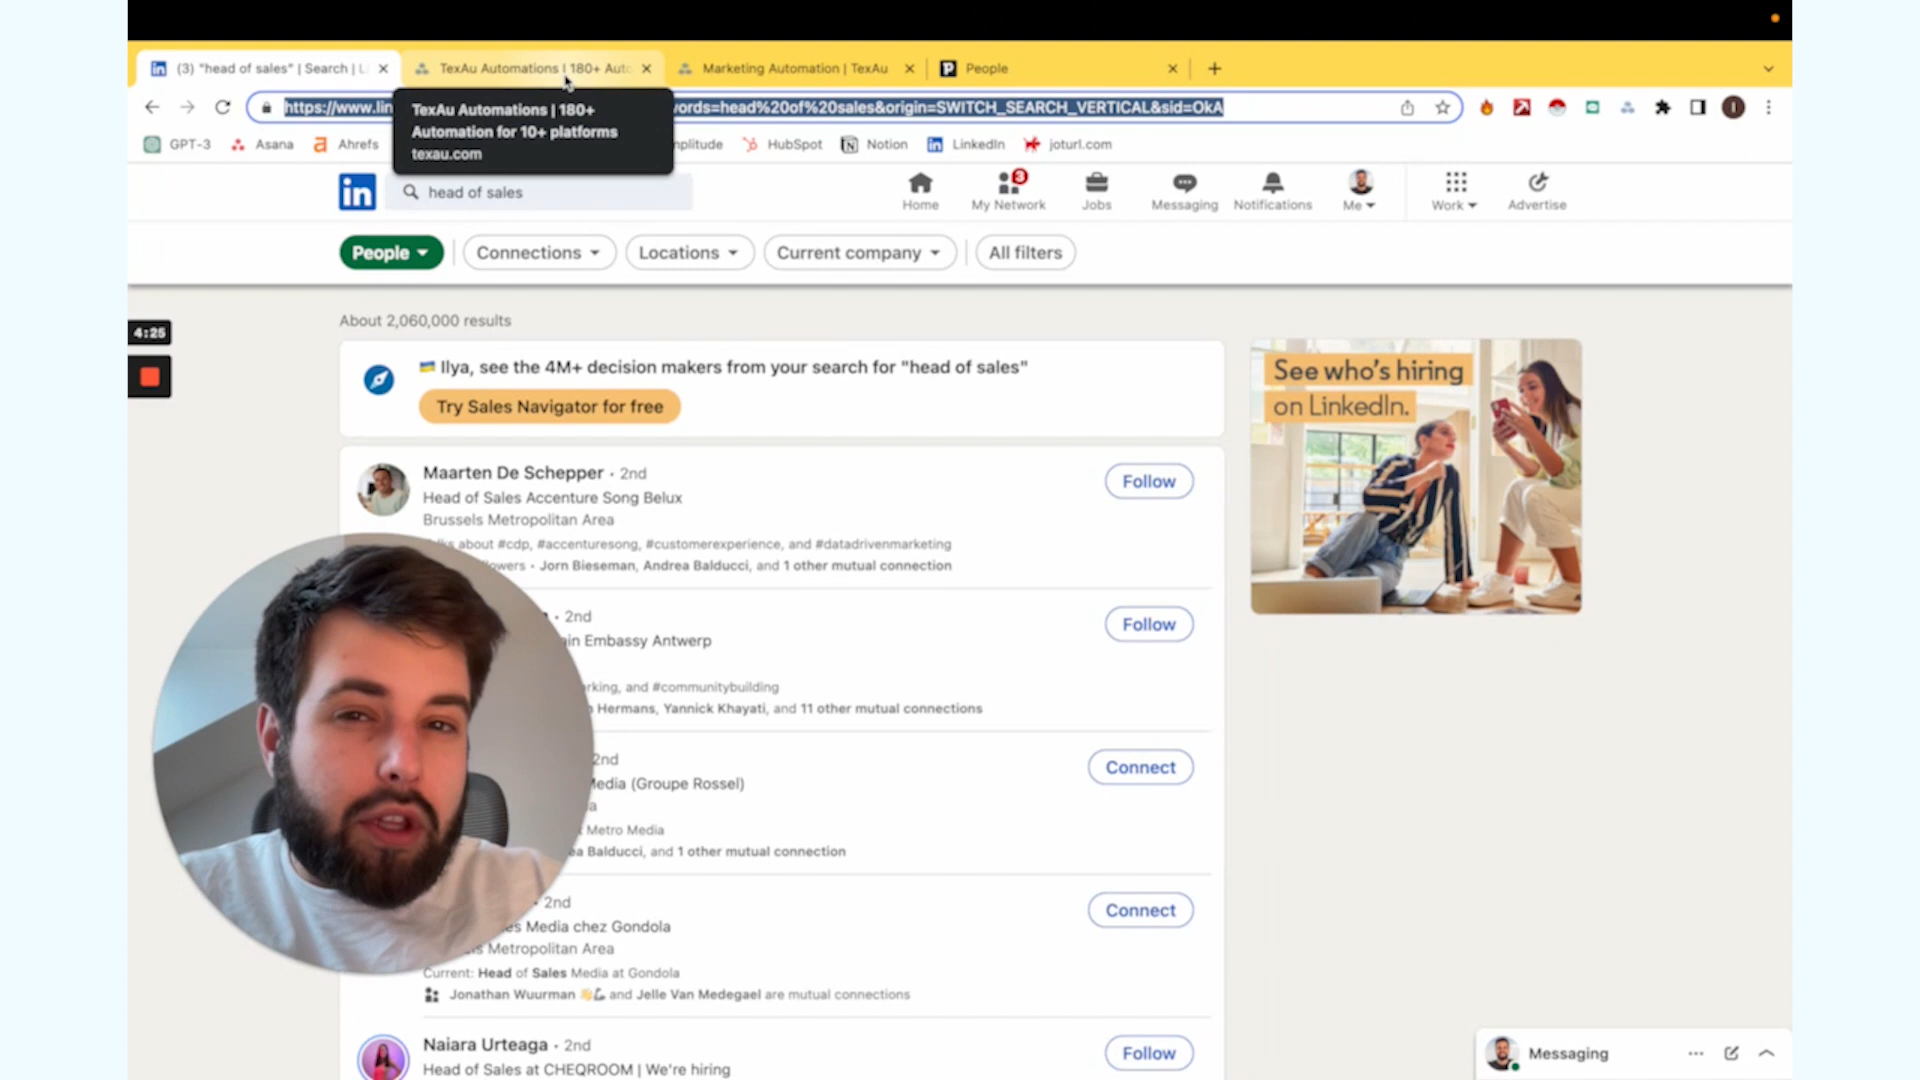 (3) "head of sales" | Search | L
TexAu Automations | 180+ Auto
Marketing Automation | TexAu
People
https://www.lin
words=head%20of%20sales&origin=SWITCH_SEARCH_VERTICAL&sid=OkA
TexAu Automations | 180+
Automation for 10+ platforms
texau.com
GPT-3
Asana
Ahrefs
mplitude
HubSpot
Notion
LinkedIn
joturl.com
in
head of sales
Home
3
My Network
Jobs
Messaging
Notifications
Me
Work
Advertise
People
Connections
Locations
Current company
All filters
About 2,060,000 results
4:25
Ilya, see the 4M+ decision makers from your search for "head of sales"
Try Sales Navigator for free
See who's hiring
on LinkedIn.
Maarten De Schepper • 2nd
Follow
Head of Sales Accenture Song Belux
Brussels Metropolitan Area
about #cdp, #accenturesong, #customerexperience, and #datadrivenmarketing
• Jorn Bieseman, Andrea Balducci, and 1 other mutual connection
• 2nd
Follow
Embassy Antwerp
and #communitybuilding
Hermans, Yannick Khayati, and 11 other mutual connections
2nd
Connect
Media (Groupe Rossel)
Metro Media
Balducci, and 1 other mutual connection
• 2nd
Connect
Media chez Gondola
Metropolitan Area
Current: Head of Sales Media at Gondola
Jonathan Wuurman 👋💪 and Jelle Van Medegael are mutual connections
Naiara Urteaga • 2nd
Follow
Head of Sales at CHEQROOM | We're hiring
Messaging